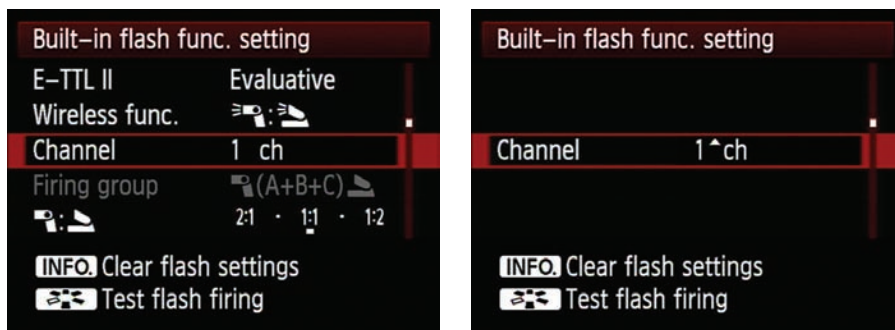 Built-in flash func. setting
E-TTL II Evaluative
Wireless func. :
Channel 1 ch
Firing group (A+B+C)
: 2:1 · 1:1 · 1:2
INFO. Clear flash settings
Test flash firing
Built-in flash func. setting
Channel 1 ch
INFO. Clear flash settings
Test flash firing